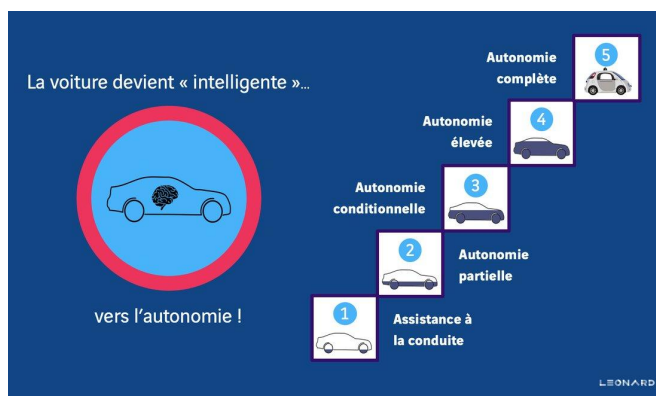 La voiture devient « intelligente »...
vers l'autonomie !
5
Autonomie
complète
4
Autonomie
élevée
3
Autonomie
conditionnelle
2
Autonomie
partielle
1
Assistance à
la conduite
LEONARD